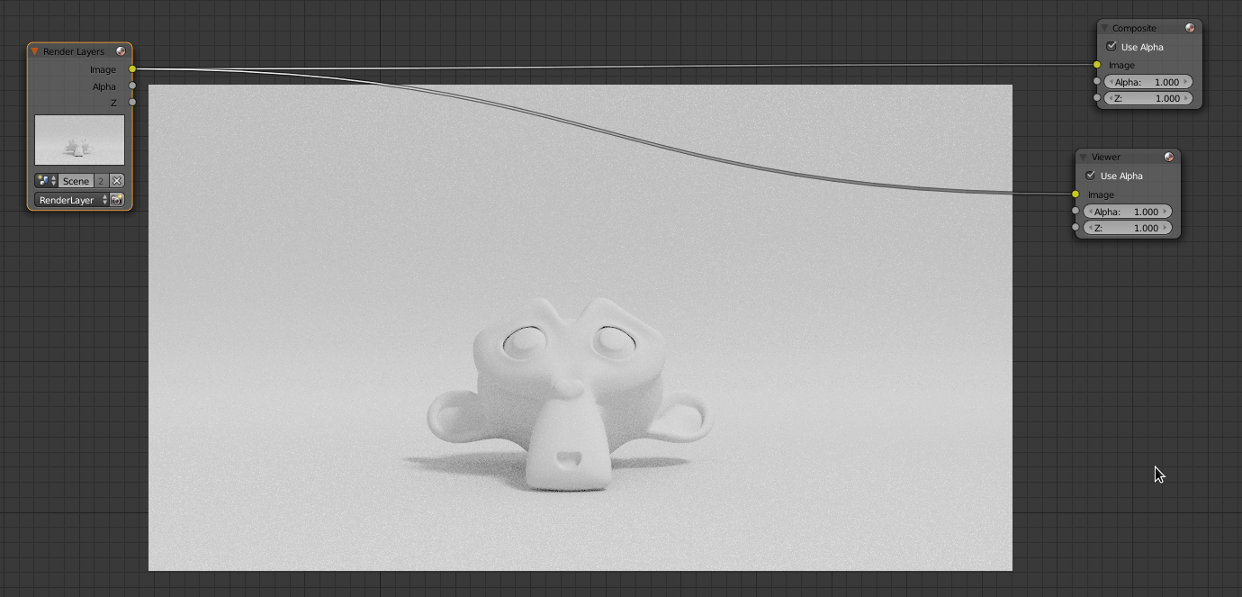 Render Layers
Image
Alpha
Z
Scene 2
RenderLayer
Composite
Use Alpha
Image
Alpha: 1.000
Z: 1.000
Viewer
Use Alpha
Image
Alpha: 1.000
Z: 1.000